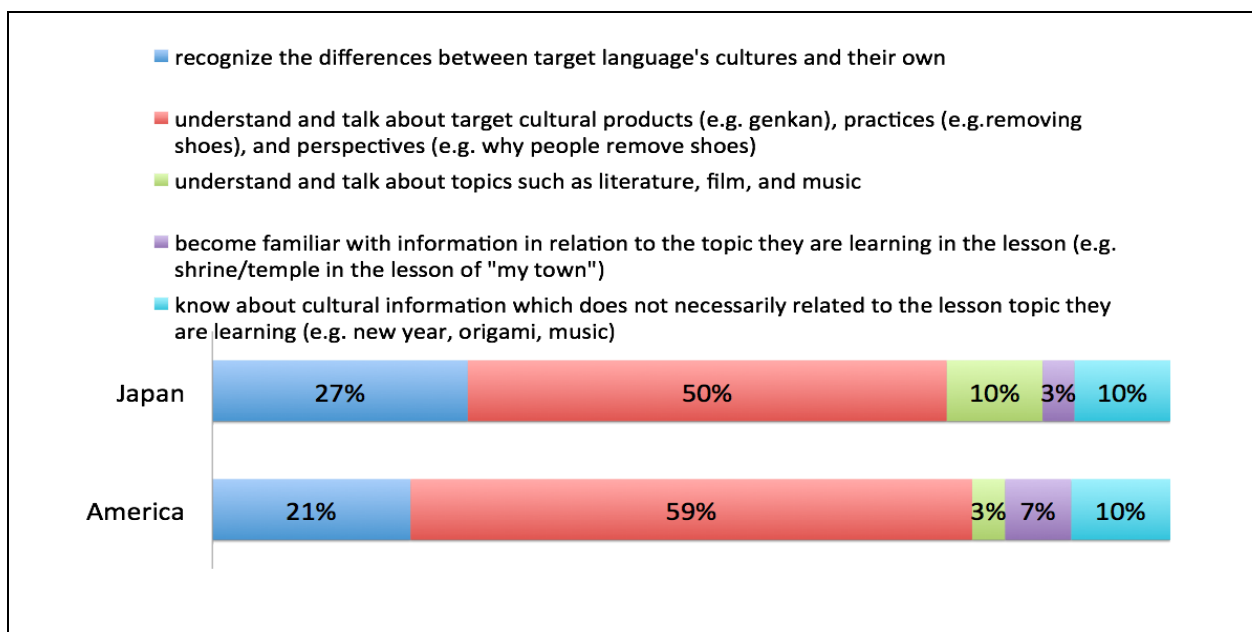 recognize the differences between target language's cultures and their own
understand and talk about target cultural products (e.g. genkan), practices (e.g.removing
shoes), and perspectives (e.g. why people remove shoes)
understand and talk about topics such as literature, film, and music
become familiar with information in relation to the topic they are learning in the lesson (e.g.
shrine/temple in the lesson of "my town")
know about cultural information which does not necessarily related to the lesson topic they
are learning (e.g. new year, origami, music)
Japan 27% 50% 10% 3% 10%
America 21% 59% 3% 7% 10%